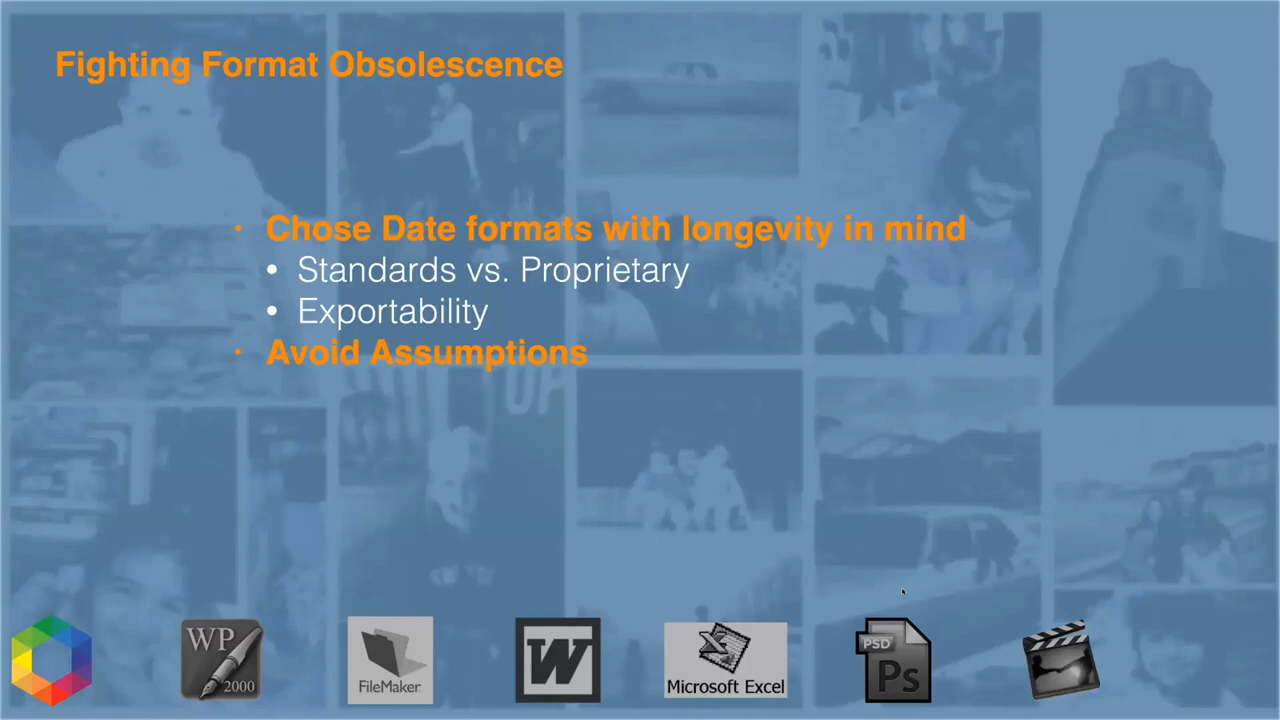 Fighting Format Obsolescence
• Chose Date formats with longevity in mind
• Standards vs. Proprietary
• Exportability
• Avoid Assumptions
WP
2000
FileMaker
W
Microsoft Excel
PSD
Ps